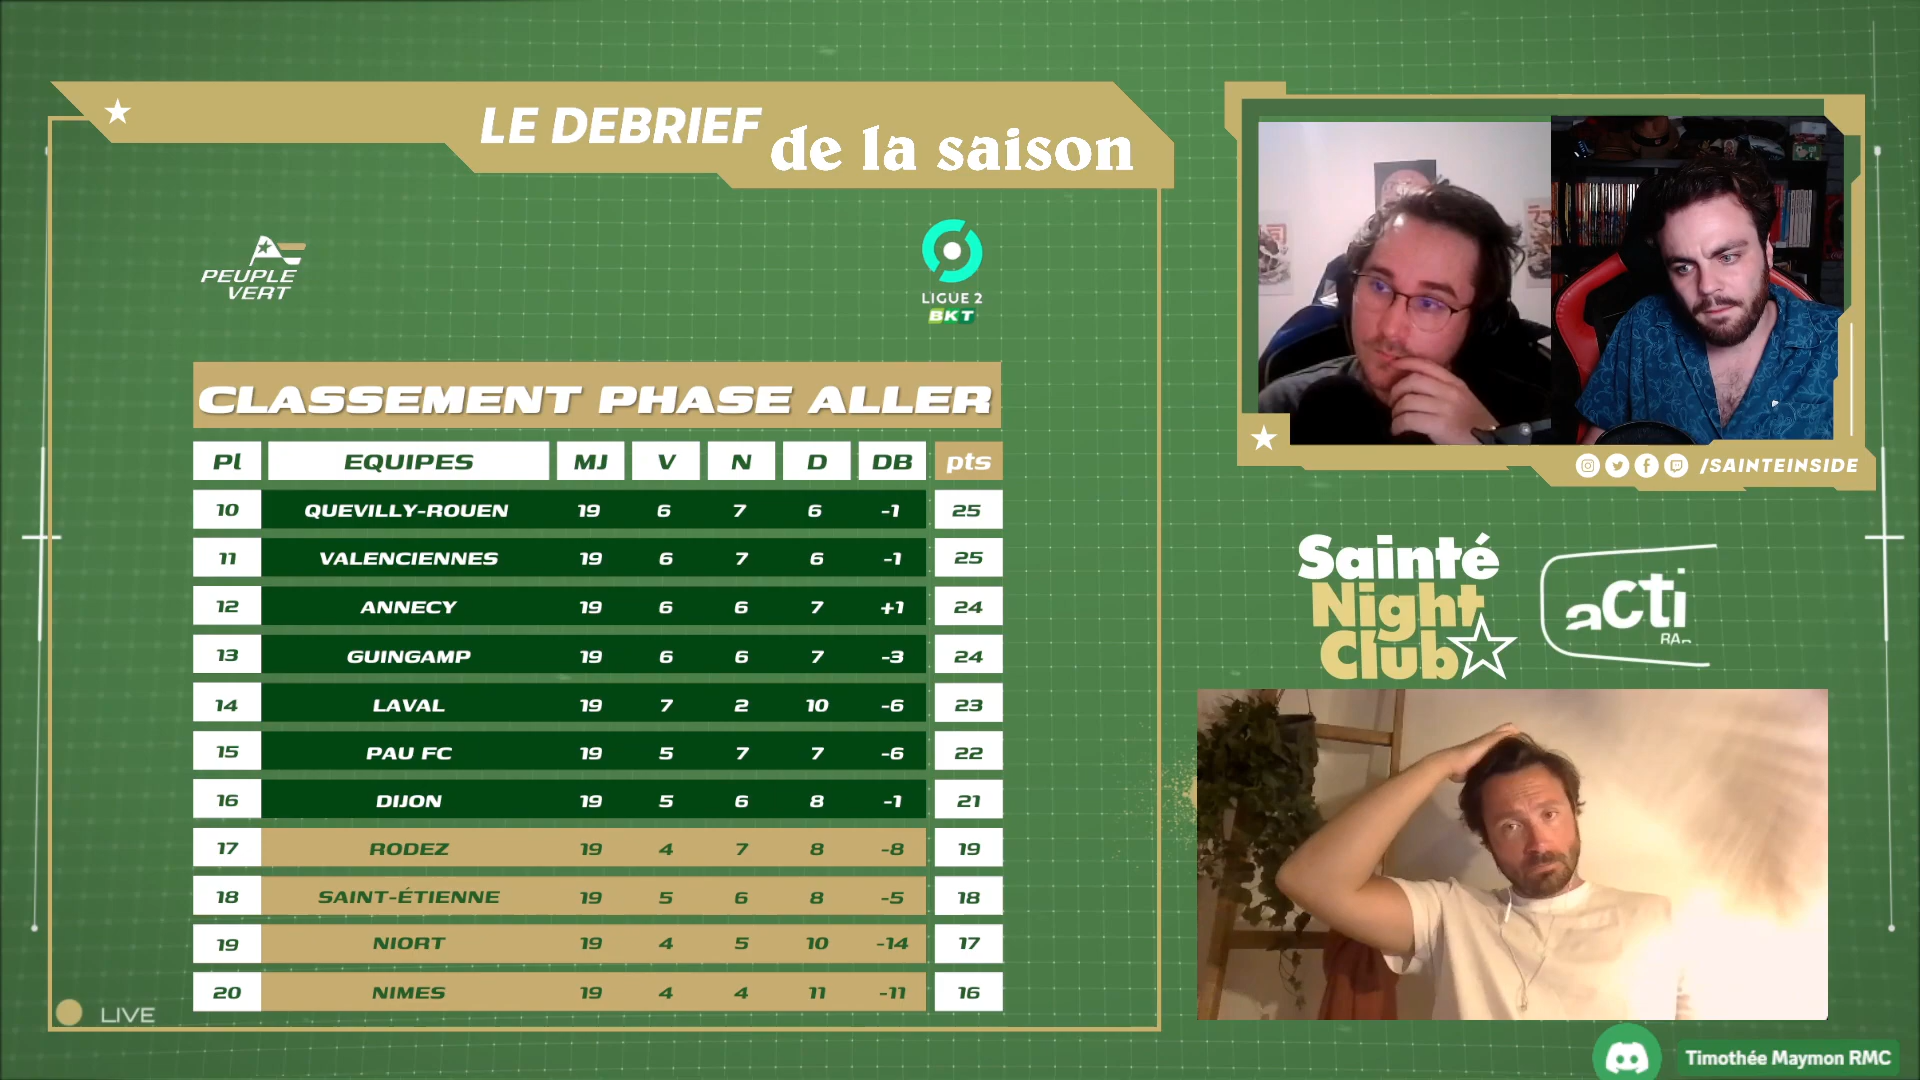 LE DEBRIEF
de la saison
PEUPLE
VERT
LIGUE 2
BKT
CLASSEMENT PHASE ALLER
Pl EQUIPES MJ V N D DB pts
10 QUEVILLY-ROUEN 19 6 7 6 -1 25
11 VALENCIENNES 19 6 7 6 -1 25
12 ANNECY 19 6 6 7 +1 24
13 GUINGAMP 19 6 6 7 -3 24
14 LAVAL 19 7 2 10 -6 23
15 PAU FC 19 5 7 7 -6 22
16 DIJON 19 5 6 8 -1 21
17 RODEZ 19 4 7 8 -8 19
18 SAINT-ÉTIENNE 19 5 6 8 -5 18
19 NIORT 19 4 5 10 -14 17
20 NIMES 19 4 4 11 -11 16
LIVE
/SAINTEINSIDE
Sainté
Night
Club
acti
Timothée Maymon RMC